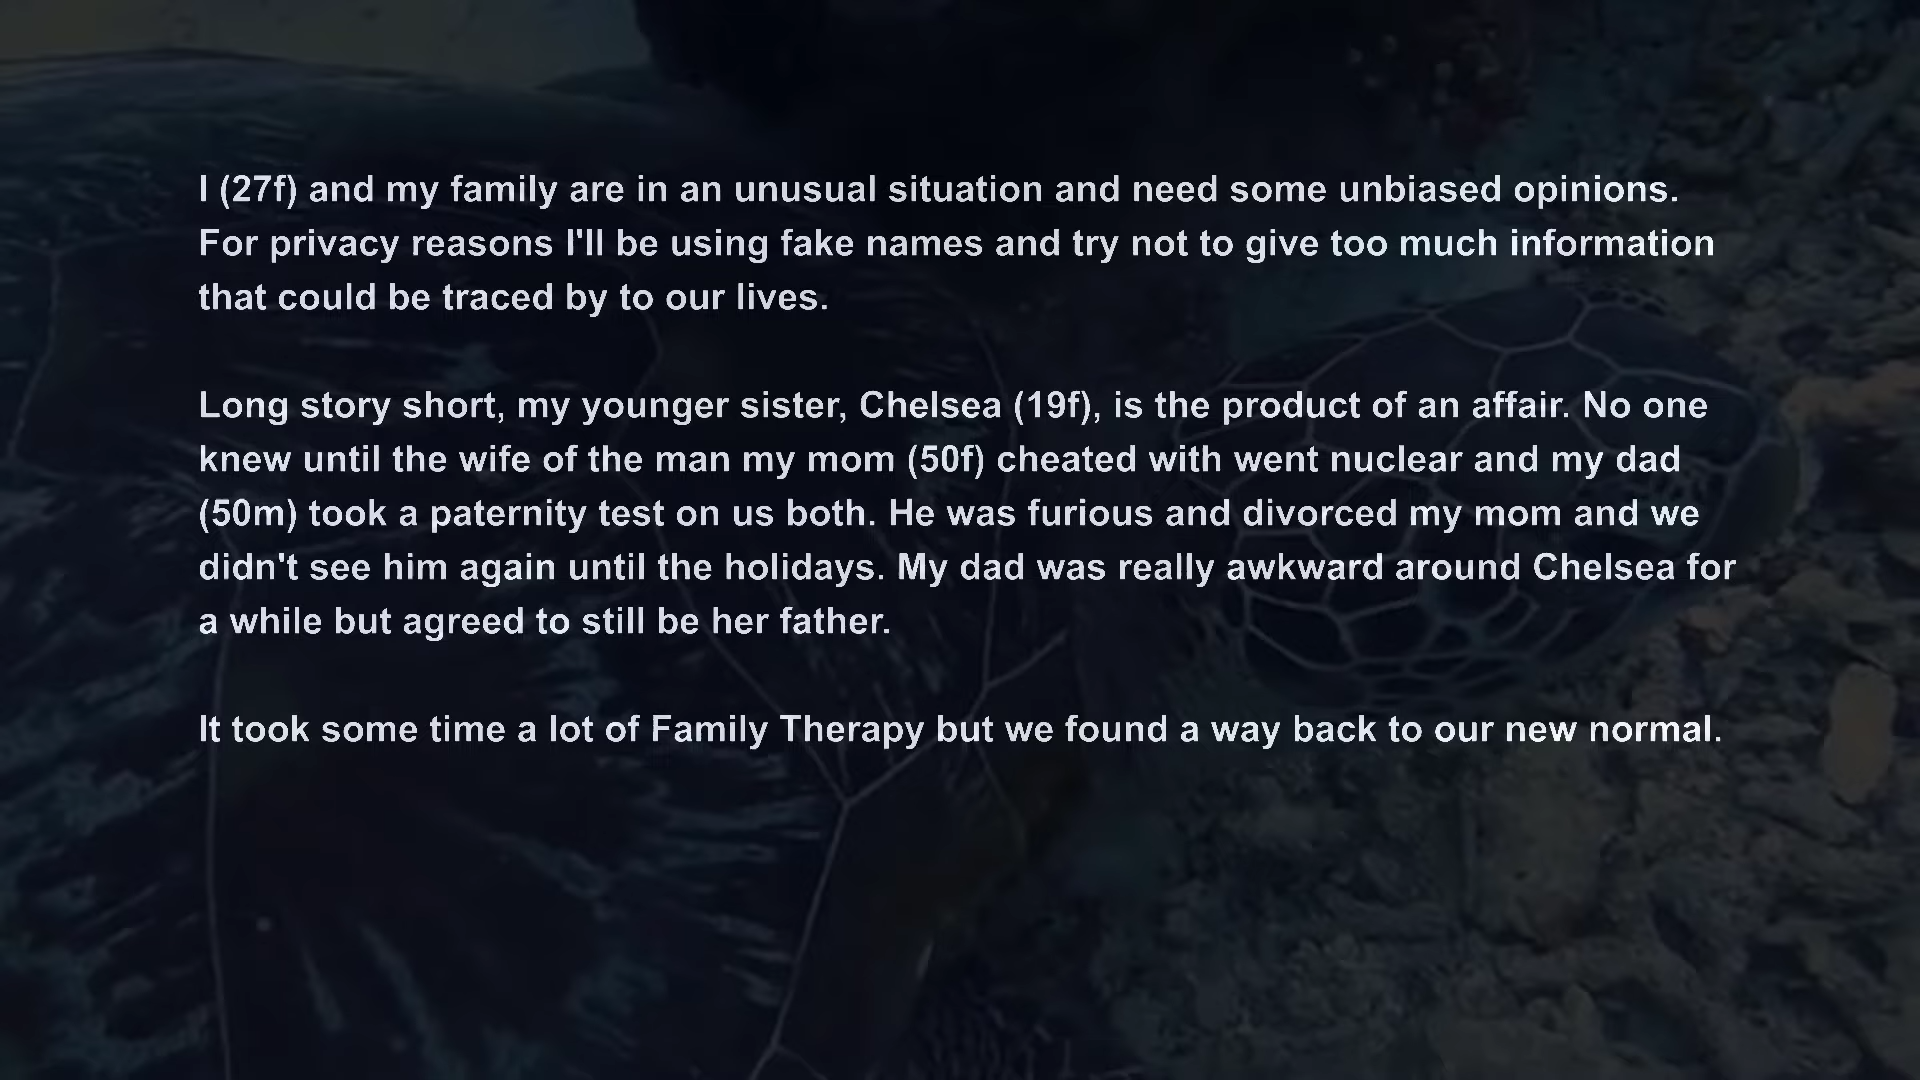 I (27f) and my family are in an unusual situation and need some unbiased opinions.
For privacy reasons I'll be using fake names and try not to give too much information
that could be traced by to our lives.
Long story short, my younger sister, Chelsea (19f), is the product of an affair. No one
knew until the wife of the man my mom (50f) cheated with went nuclear and my dad
(50m) took a paternity test on us both. He was furious and divorced my mom and we
didn't see him again until the holidays. My dad was really awkward around Chelsea for
a while but agreed to still be her father.
It took some time a lot of Family Therapy but we found a way back to our new normal.